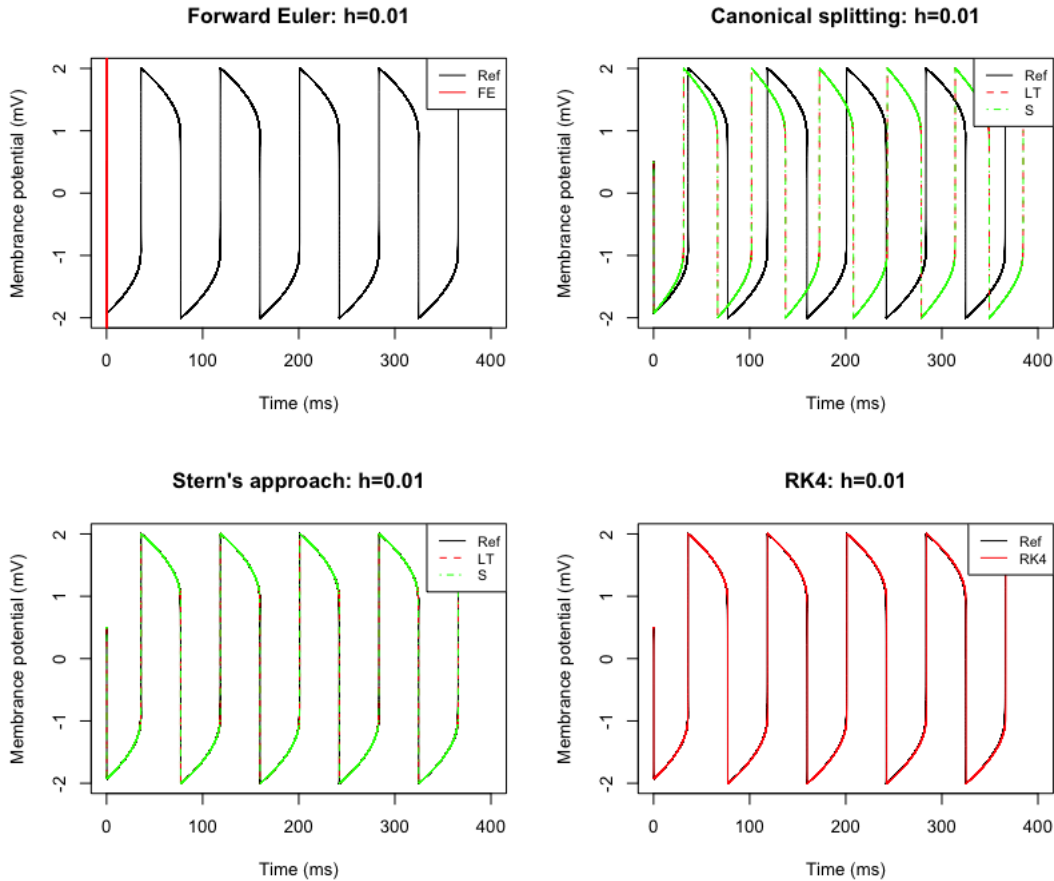 Forward Euler: h=0.01
Membrance potential (mV)
2
1
0
-1
-2
Ref
FE
0
100
200
300
400
Time (ms)
Canonical splitting: h=0.01
Membrance potential (mV)
2
1
0
-1
-2
Ref
LT
S
0
100
200
300
400
Time (ms)
Stern's approach: h=0.01
Membrance potential (mV)
2
1
0
-1
-2
Ref
LT
S
0
100
200
300
400
Time (ms)
RK4: h=0.01
Membrance potential (mV)
2
1
0
-1
-2
Ref
RK4
0
100
200
300
400
Time (ms)